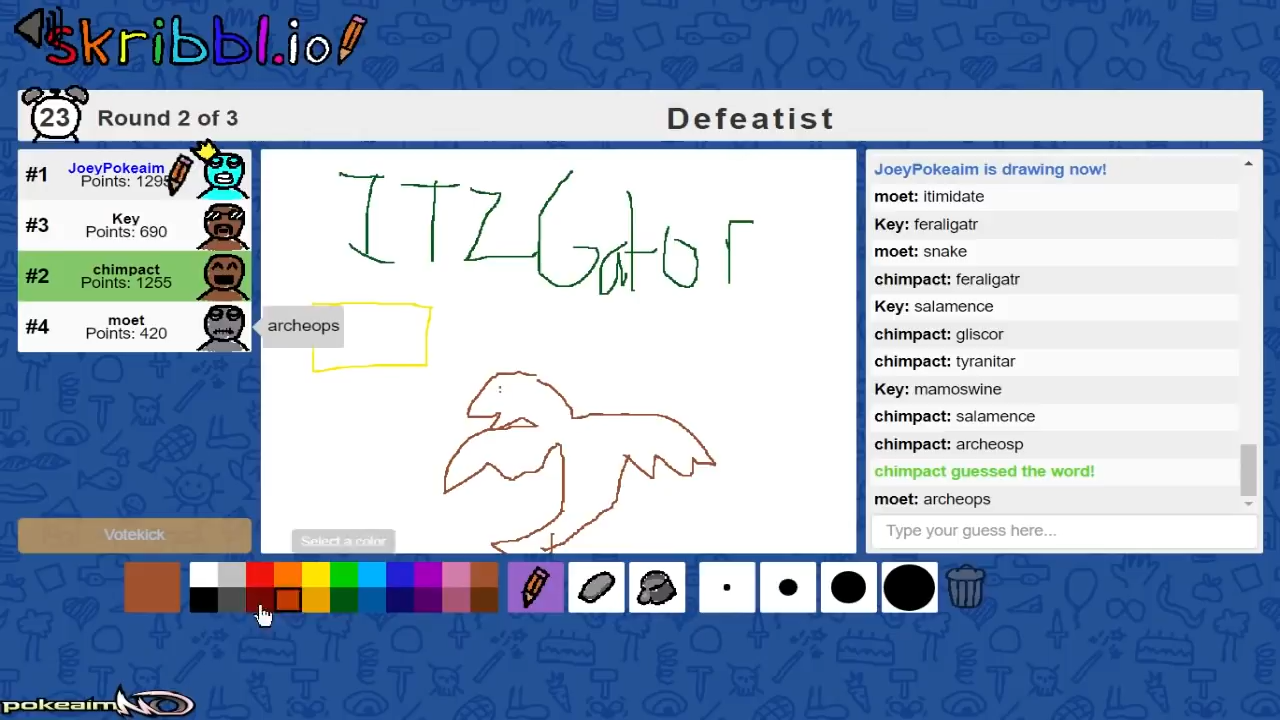 skribbl.io
23
Round 2 of 3
Defeatist
#1
JoeyPokeaim
Points: 1295
#3
Key
Points: 690
#2
chimpact
Points: 1255
#4
moet
Points: 420
archeops
Votekick
ITZGator
Select a color
JoeyPokeaim is drawing now!
moet: itimidate
Key: feraligatr
moet: snake
chimpact: feraligatr
Key: salamence
chimpact: gliscor
chimpact: tyranitar
Key: mamoswine
chimpact: salamence
chimpact: archeosp
chimpact guessed the word!
moet: archeops
Type your guess here...
pokeaim